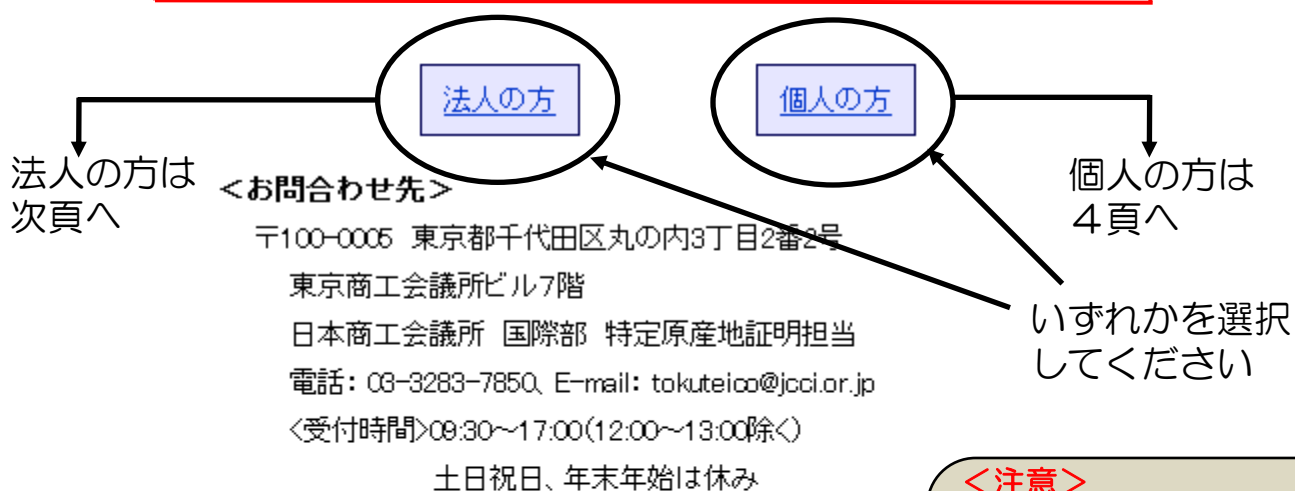 法人の方
個人の方
法人の方は
次頁へ
個人の方は
４頁へ
＜お問合わせ先＞
〒100-0005 東京都千代田区丸の内3丁目2番2号
東京商工会議所ビル7階
日本商工会議所 国際部 特定原産地証明担当
電話：03-3283-7850、E-mail：tokuteico@jcci.or.jp
<受付時間>09:30～17:00(12:00～13:00除く)
土日祝日、年末年始は休み
いずれかを選択
してください
＜注意＞